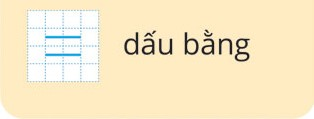 =
dấu bằng